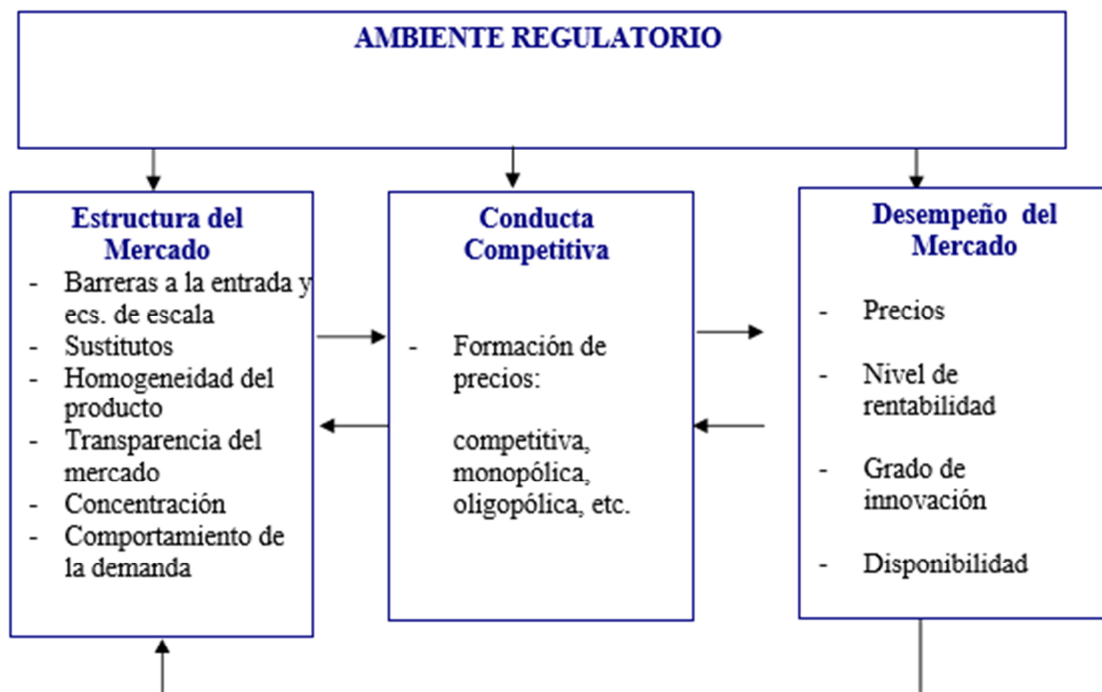 AMBIENTE REGULATORIO
Estructura del
Mercado
- Barreras a la entrada y
ecs. de escala
- Sustitutos
- Homogeneidad del
producto
- Transparencia del
mercado
- Concentración
- Comportamiento de
la demanda
Conducta
Competitiva
- Formación de
precios:
competitiva,
monopólica,
oligopólica, etc.
Desempeño del
Mercado
- Precios
- Nivel de
rentabilidad
- Grado de
innovación
- Disponibilidad